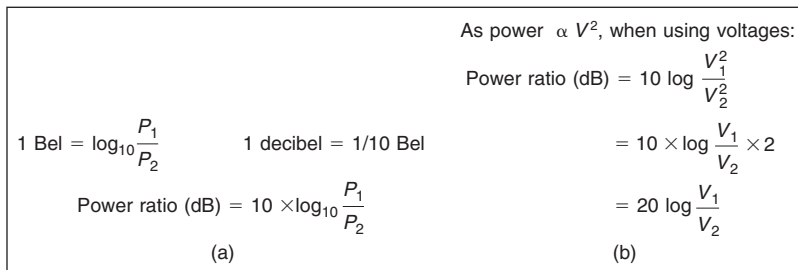 1 Bel = log₁₀ P₁/P₂ 1 decibel = 1/10 Bel
Power ratio (dB) = 10 ×log₁₀ P₁/P₂
(a)
As power α V², when using voltages:
Power ratio (dB) = 10 log V₁²/V₂²
= 10 × log V₁/V₂ × 2
= 20 log V₁/V₂
(b)